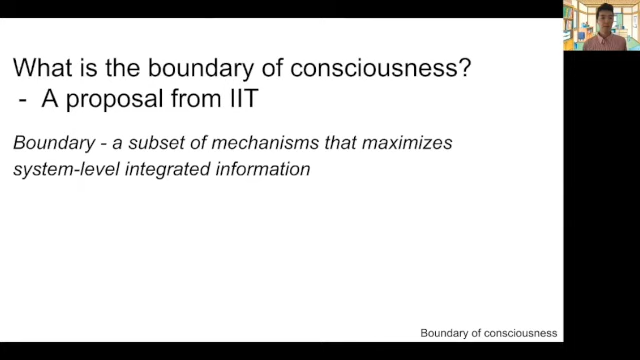 What is the boundary of consciousness?
- A proposal from IIT
Boundary - a subset of mechanisms that maximizes
system-level integrated information
Boundary of consciousness